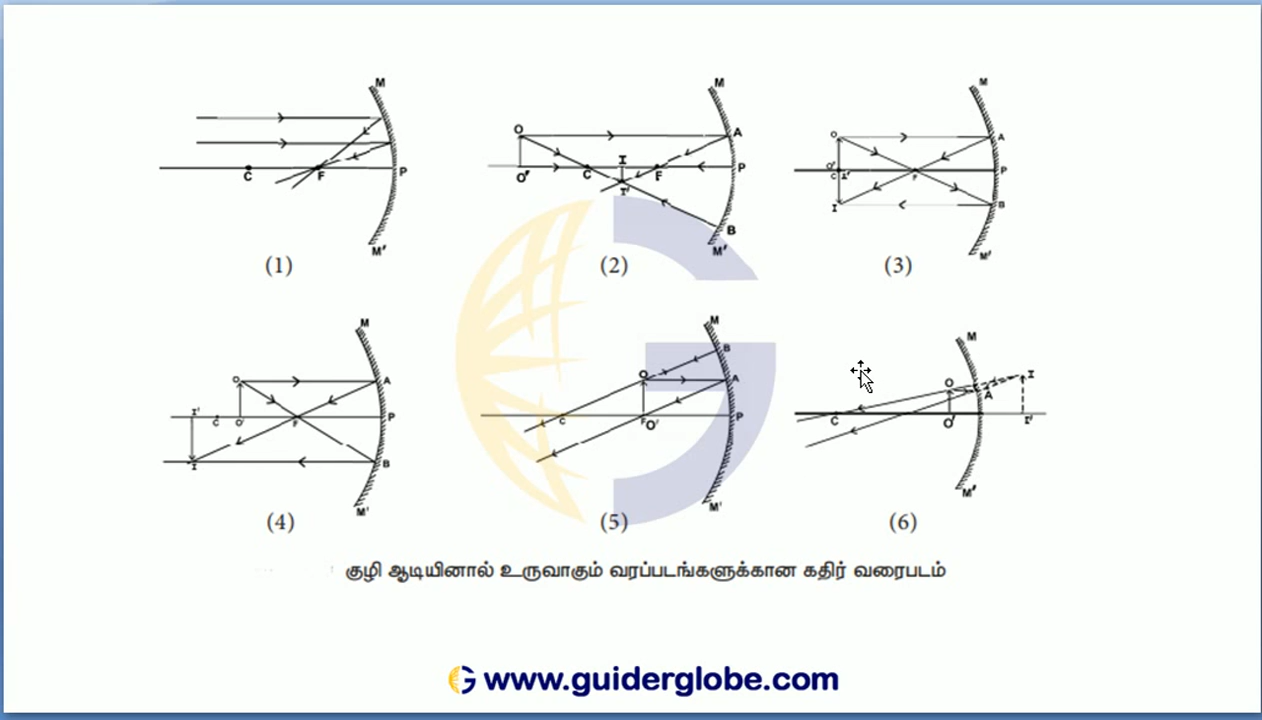 M
C F P
M'
(1)
M
O A
O' C I F P
I'
B
M'
(2)
M
O A
O'
C I' F P
I B
M'
(3)
M
O A
I' C O' F P
I B
M'
(4)
M
B
O A
C F O' P
M'
(5)
M
I
O A
C O' I'
M'
(6)
குழி ஆடியினால் உருவாகும் வரப்படங்களுக்கான கதிர் வரைபடம்
www.guiderglobe.com